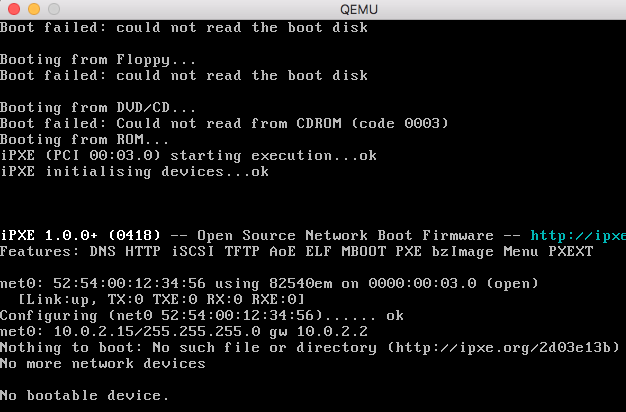 QEMU
Boot failed: could not read the boot disk
Booting from Floppy...
Boot failed: could not read the boot disk
Booting from DVD/CD...
Boot failed: Could not read from CDROM (code 0003)
Booting from ROM...
iPXE (PCI 00:03.0) starting execution...ok
iPXE initialising devices...ok
iPXE 1.0.0+ (0418) -- Open Source Network Boot Firmware -- http://ipxe
Features: DNS HTTP iSCSI TFTP AoE ELF MBOOT PXE bzImage Menu PXEXT
net0: 52:54:00:12:34:56 using 82540em on 0000:00:03.0 (open)
[Link:up, TX:0 TXE:0 RX:0 RXE:0]
Configuring (net0 52:54:00:12:34:56)...... ok
net0: 10.0.2.15/255.255.255.0 gw 10.0.2.2
Nothing to boot: No such file or directory (http://ipxe.org/2d03e13b)
No more network devices
No bootable device.